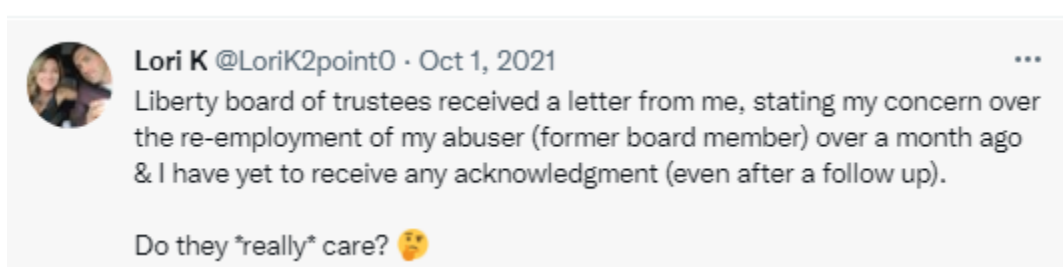 Lori K @LoriK2point0 · Oct 1, 2021
Liberty board of trustees received a letter from me, stating my concern over
the re-employment of my abuser (former board member) over a month ago
& I have yet to receive any acknowledgment (even after a follow up).
Do they *really* care? 🤔